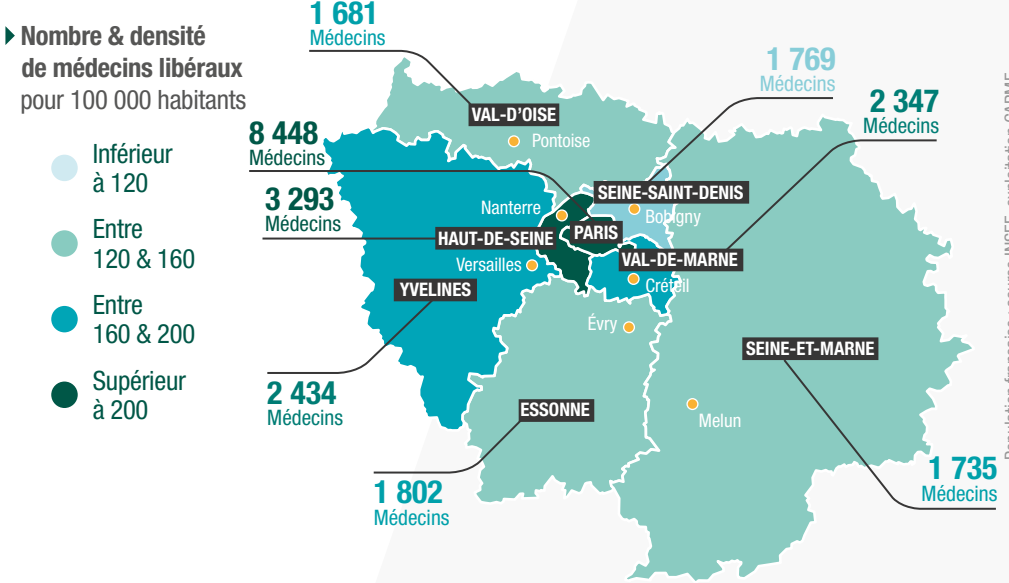 Nombre & densité
de médecins libéraux
pour 100 000 habitants
Inférieur
à 120
Entre
120 & 160
Entre
160 & 200
Supérieur
à 200
1 681
Médecins
1 769
Médecins
2 347
Médecins
8 448
Médecins
3 293
Médecins
VAL-D'OISE
Pontoise
SEINE-SAINT-DENIS
Bobigny
Nanterre
PARIS
HAUT-DE-SEINE
VAL-DE-MARNE
Versailles
Créteil
YVELINES
Évry
SEINE-ET-MARNE
ESSONNE
Melun
2 434
Médecins
1 802
Médecins
1 735
Médecins